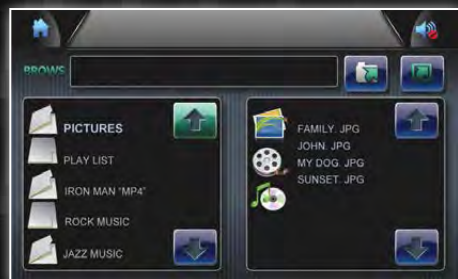 BROWS
PICTURES
PLAY LIST
IRON MAN "MP4"
ROCK MUSIC
JAZZ MUSIC
FAMILY. JPG
JOHN. JPG
MY DOG. JPG
SUNSET. JPG